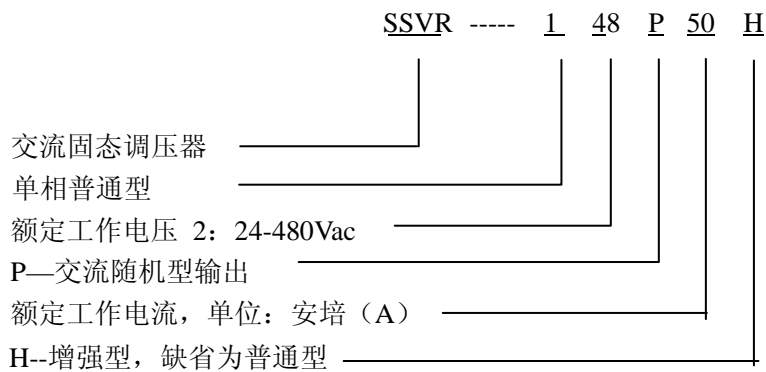 SSVR ----- 1 48 P 50 H
交流固态调压器
单相普通型
额定工作电压 2：24-480Vac
P—交流随机型输出
额定工作电流，单位：安培（A）
H--增强型，缺省为普通型